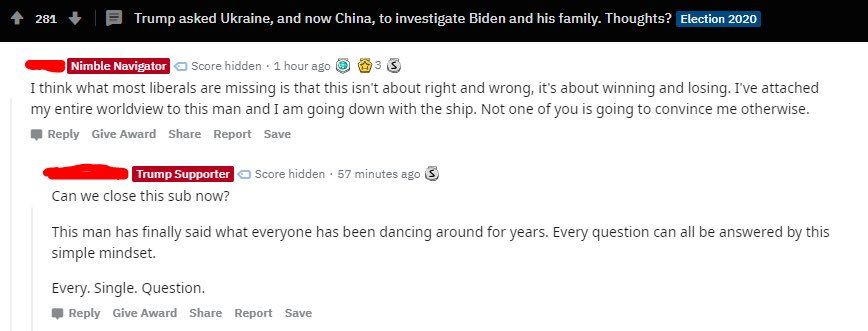 281 Trump asked Ukraine, and now China, to investigate Biden and his family. Thoughts? Election 2020
Nimble Navigator Score hidden · 1 hour ago 3 S
I think what most liberals are missing is that this isn't about right and wrong, it's about winning and losing. I've attached
my entire worldview to this man and I am going down with the ship. Not one of you is going to convince me otherwise.
Reply Give Award Share Report Save
Trump Supporter Score hidden · 57 minutes ago S
Can we close this sub now?
This man has finally said what everyone has been dancing around for years. Every question can all be answered by this
simple mindset.
Every. Single. Question.
Reply Give Award Share Report Save